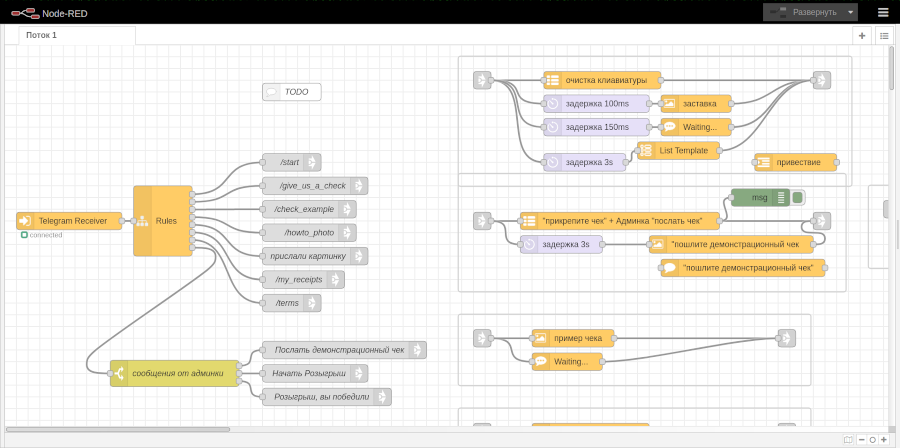 Node-RED
Развернуть
Поток 1
TODO
очистка клиавиатуры
задержка 100ms
заставка
задержка 150ms
Waiting...
List Template
задержка 3s
приветствие
/start
/give_us_a_check
/check_example
/howto_photo
прислали картинку
/my_receipts
/terms
Telegram Receiver
connected
Rules
msg
"прикрепите чек" + Админка "послать чек"
задержка 3s
"пошлите демонстрационный чек
"пошлите демонстрационный чек"
пример чека
Waiting...
сообщения от админки
Послать демонстрационный чек
Начать Розыгрыш
Розыгрыш, вы победили